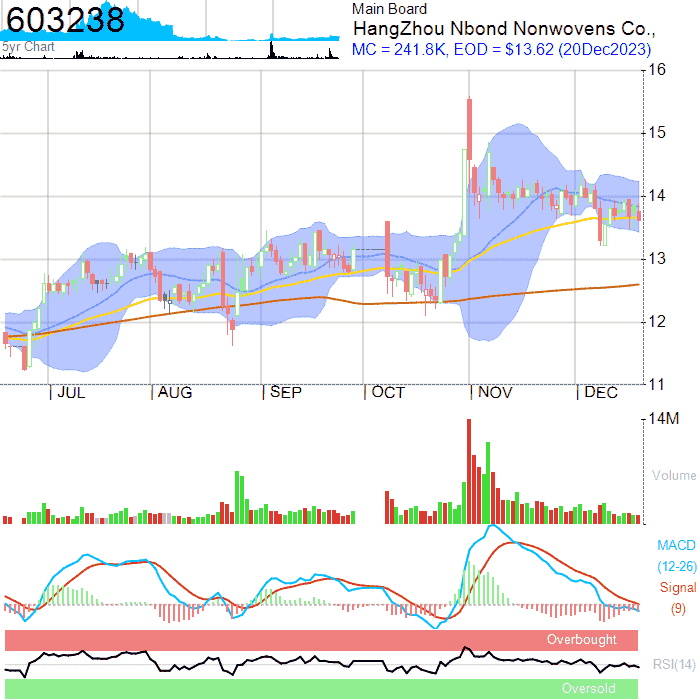 603238
5yr Chart
Main Board
HangZhou Nbond Nonwovens Co.,
MC = 241.8K, EOD = $13.62 (20Dec2023)
16
15
14
13
12
11
JUL AUG SEP OCT NOV DEC
14M
Volume
MACD
(12-26)
Signal
(9)
Overbought
RSI(14)
Oversold